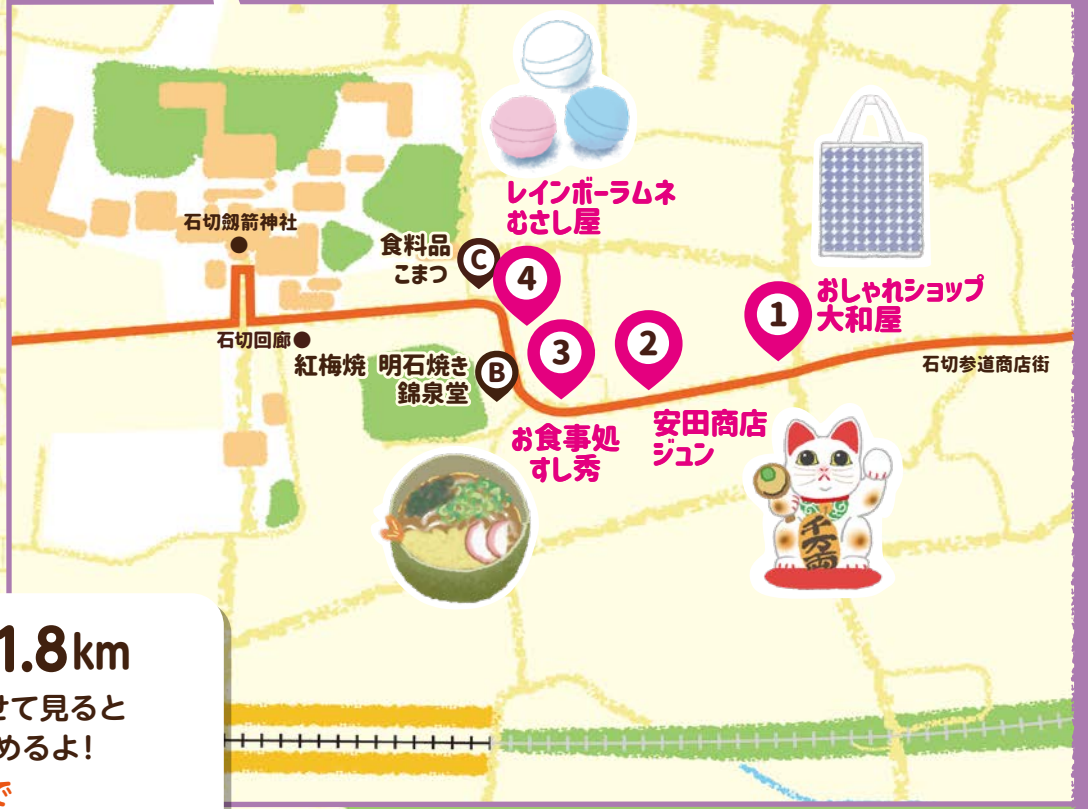 レインボーラムネ
むさし屋
石切劔箭神社
食料品
こまつ
C
4
1
おしゃれショップ
大和屋
石切回廊
紅梅焼 明石焼き
錦泉堂
B
3
2
石切参道商店街
お食事処
すし秀
安田商店
ジュン
千万両
1.8km
せて見ると
めるよ!
で